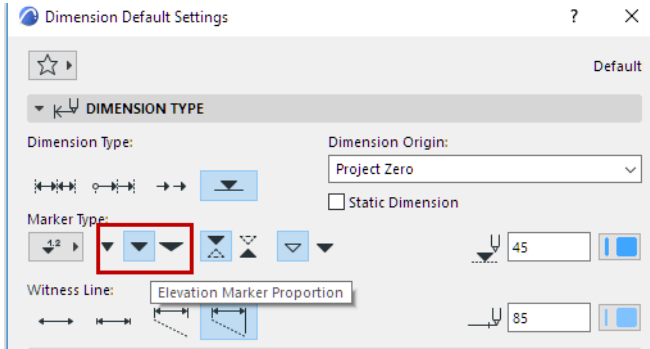 Dimension Default Settings ? ×
Default
DIMENSION TYPE
Dimension Type:
Dimension Origin:
Project Zero
Static Dimension
Marker Type:
1.2
45
Elevation Marker Proportion
Witness Line:
85